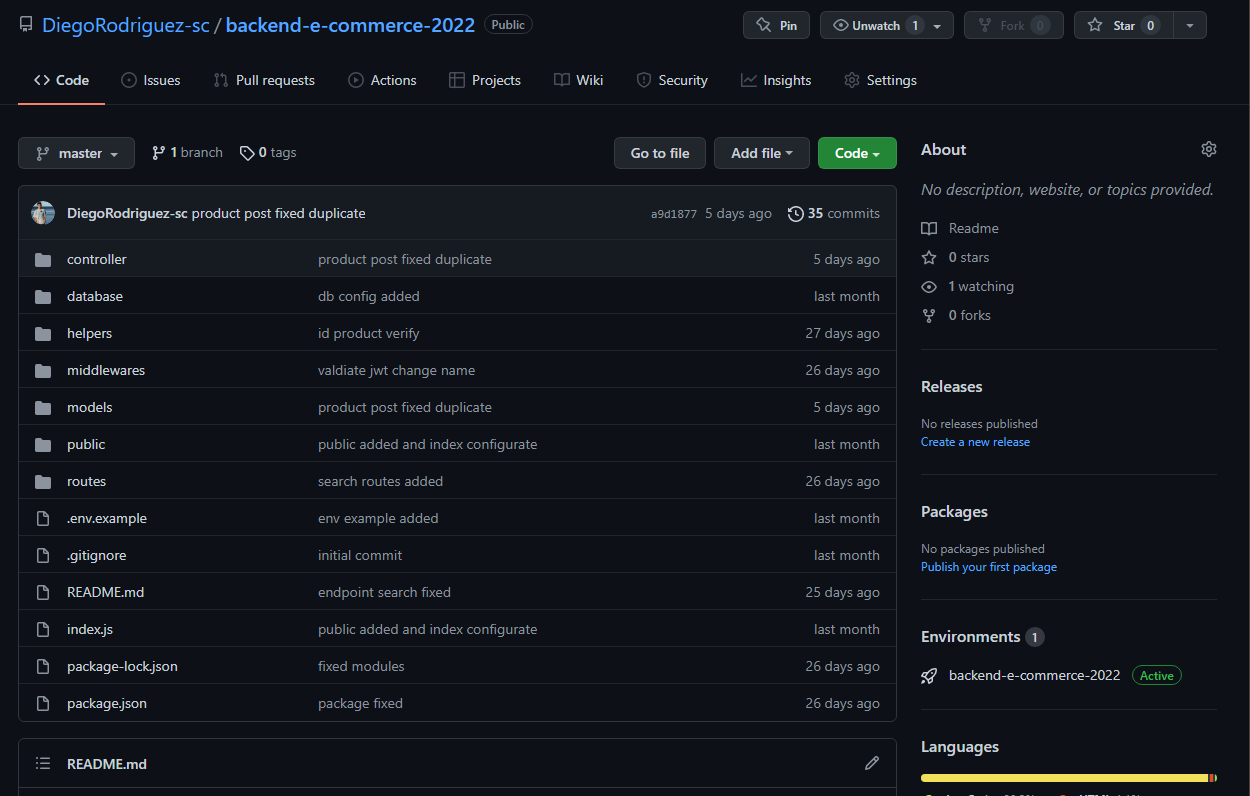 DiegoRodriguez-sc / backend-e-commerce-2022 Public
Pin Unwatch 1 Fork 0 Star 0
Code Issues Pull requests Actions Projects Wiki Security Insights Settings
master 1 branch 0 tags Go to file Add file Code
DiegoRodriguez-sc product post fixed duplicate a9d1877 5 days ago 35 commits
controller product post fixed duplicate 5 days ago
database db config added last month
helpers id product verify 27 days ago
middlewares valdiate jwt change name 26 days ago
models product post fixed duplicate 5 days ago
public public added and index configurate last month
routes search routes added 26 days ago
.env.example env example added last month
.gitignore initial commit last month
README.md endpoint search fixed 25 days ago
index.js public added and index configurate last month
package-lock.json fixed modules 26 days ago
package.json package fixed 26 days ago
README.md
About
No description, website, or topics provided.
Readme
0 stars
1 watching
0 forks
Releases
No releases published
Create a new release
Packages
No packages published
Publish your first package
Environments 1
backend-e-commerce-2022 Active
Languages